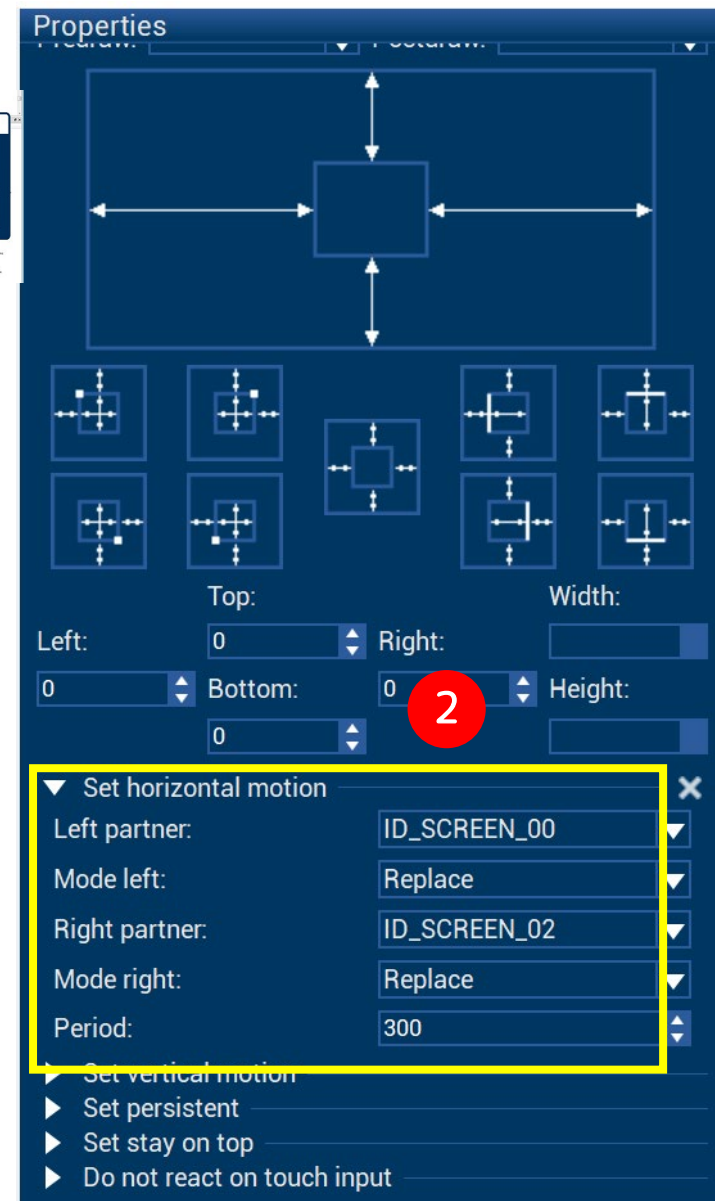 Properties
Top:
Width:
Left:
0
Right:
0
Bottom:
0
2
Height:
0
Set horizontal motion
Left partner:
ID_SCREEN_00
Mode left:
Replace
Right partner:
ID_SCREEN_02
Mode right:
Replace
Period:
300
Set vertical motion
Set persistent
Set stay on top
Do not react on touch input